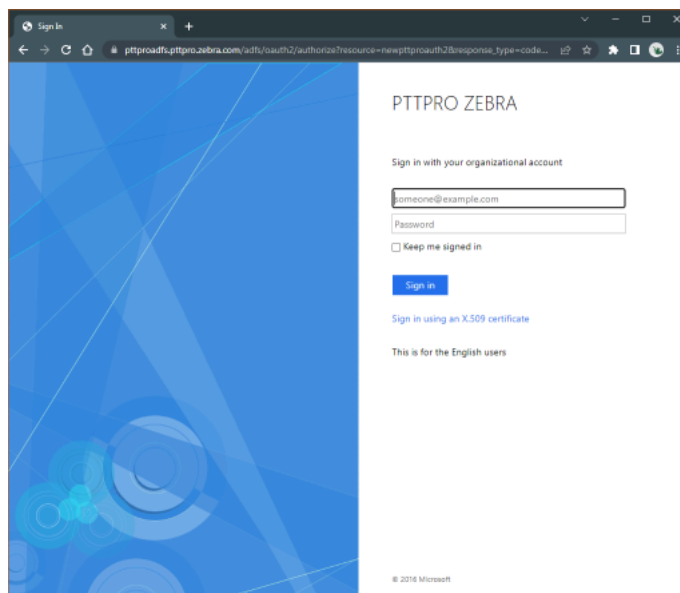 Sign In
pttproadfs.pttpro.zebra.com/adfs/oauth2/authorize?resource=newpttproauth2&response_type=code...
PTTPRO ZEBRA
Sign in with your organizational account
someone@example.com
Password
Keep me signed in
Sign in
Sign in using an X.509 certificate
This is for the English users
© 2016 Microsoft